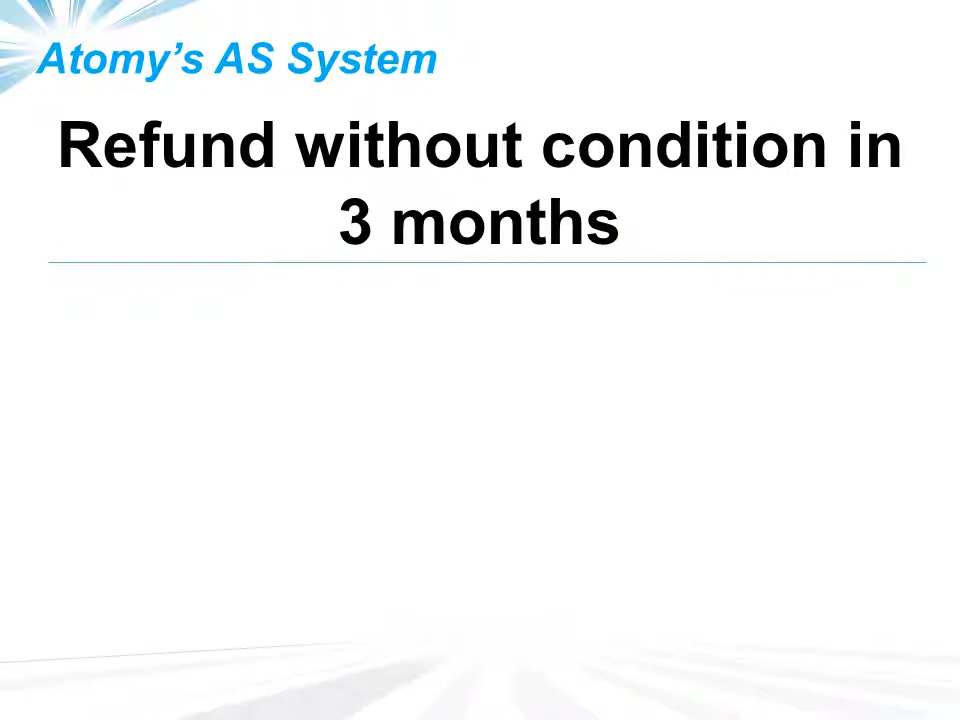 Atomy’s AS System
Refund without condition in
3 months